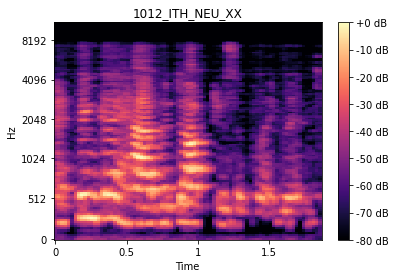 1012_ITH_NEU_XX
Hz
8192
4096
2048
1024
512
0
0
0.5
1
1.5
Time
+0 dB
-10 dB
-20 dB
-30 dB
-40 dB
-50 dB
-60 dB
-70 dB
-80 dB